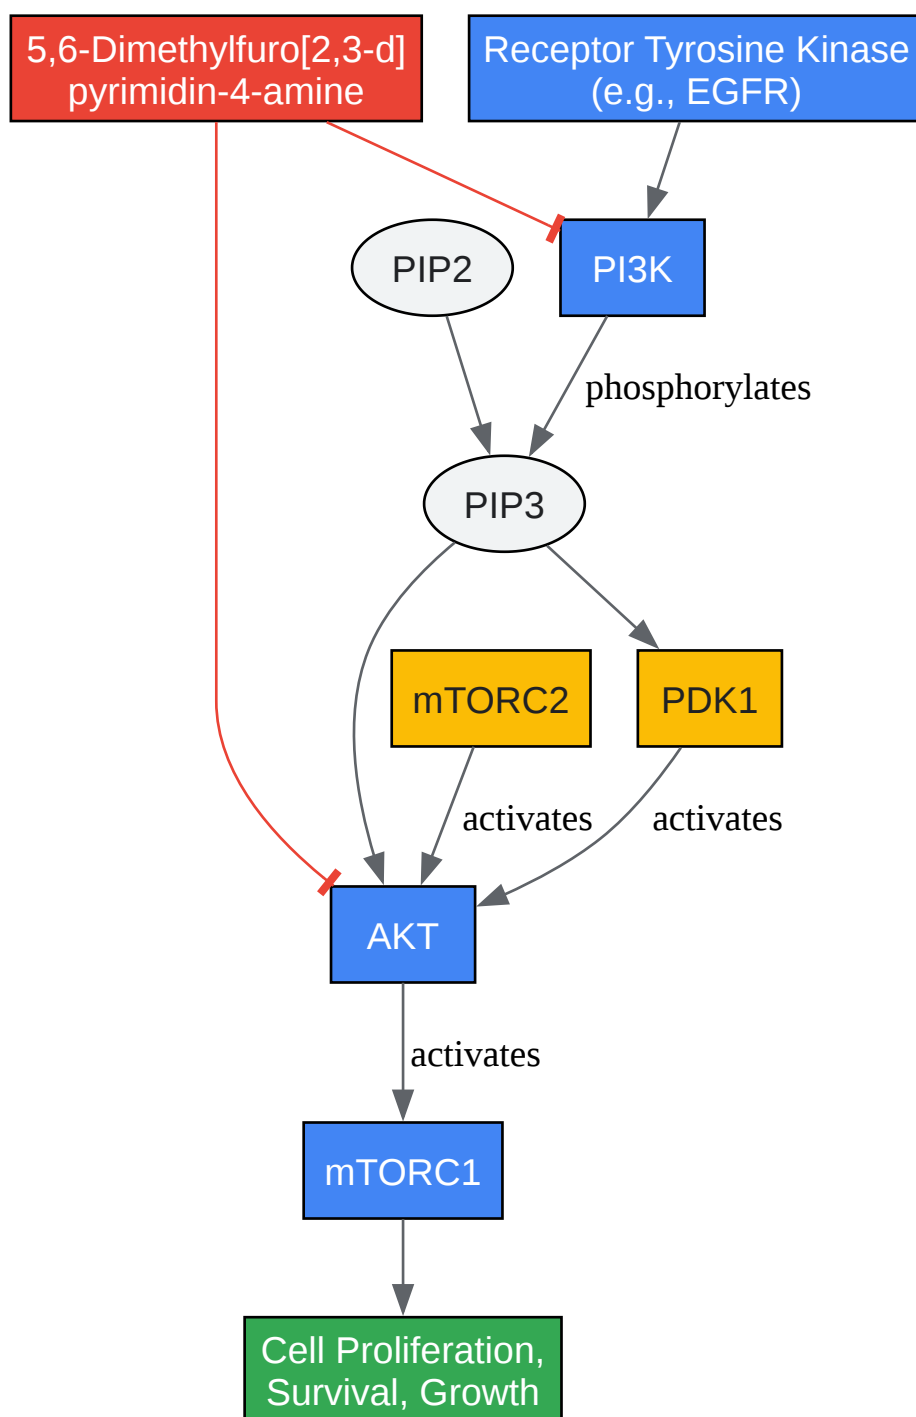 5,6-Dimethylfuro[2,3-d]
pyrimidin-4-amine
Receptor Tyrosine Kinase
(e.g., EGFR)
PIP2
PI3K
phosphorylates
PIP3
mTORC2
PDK1
activates
activates
AKT
activates
mTORC1
Cell Proliferation,
Survival, Growth